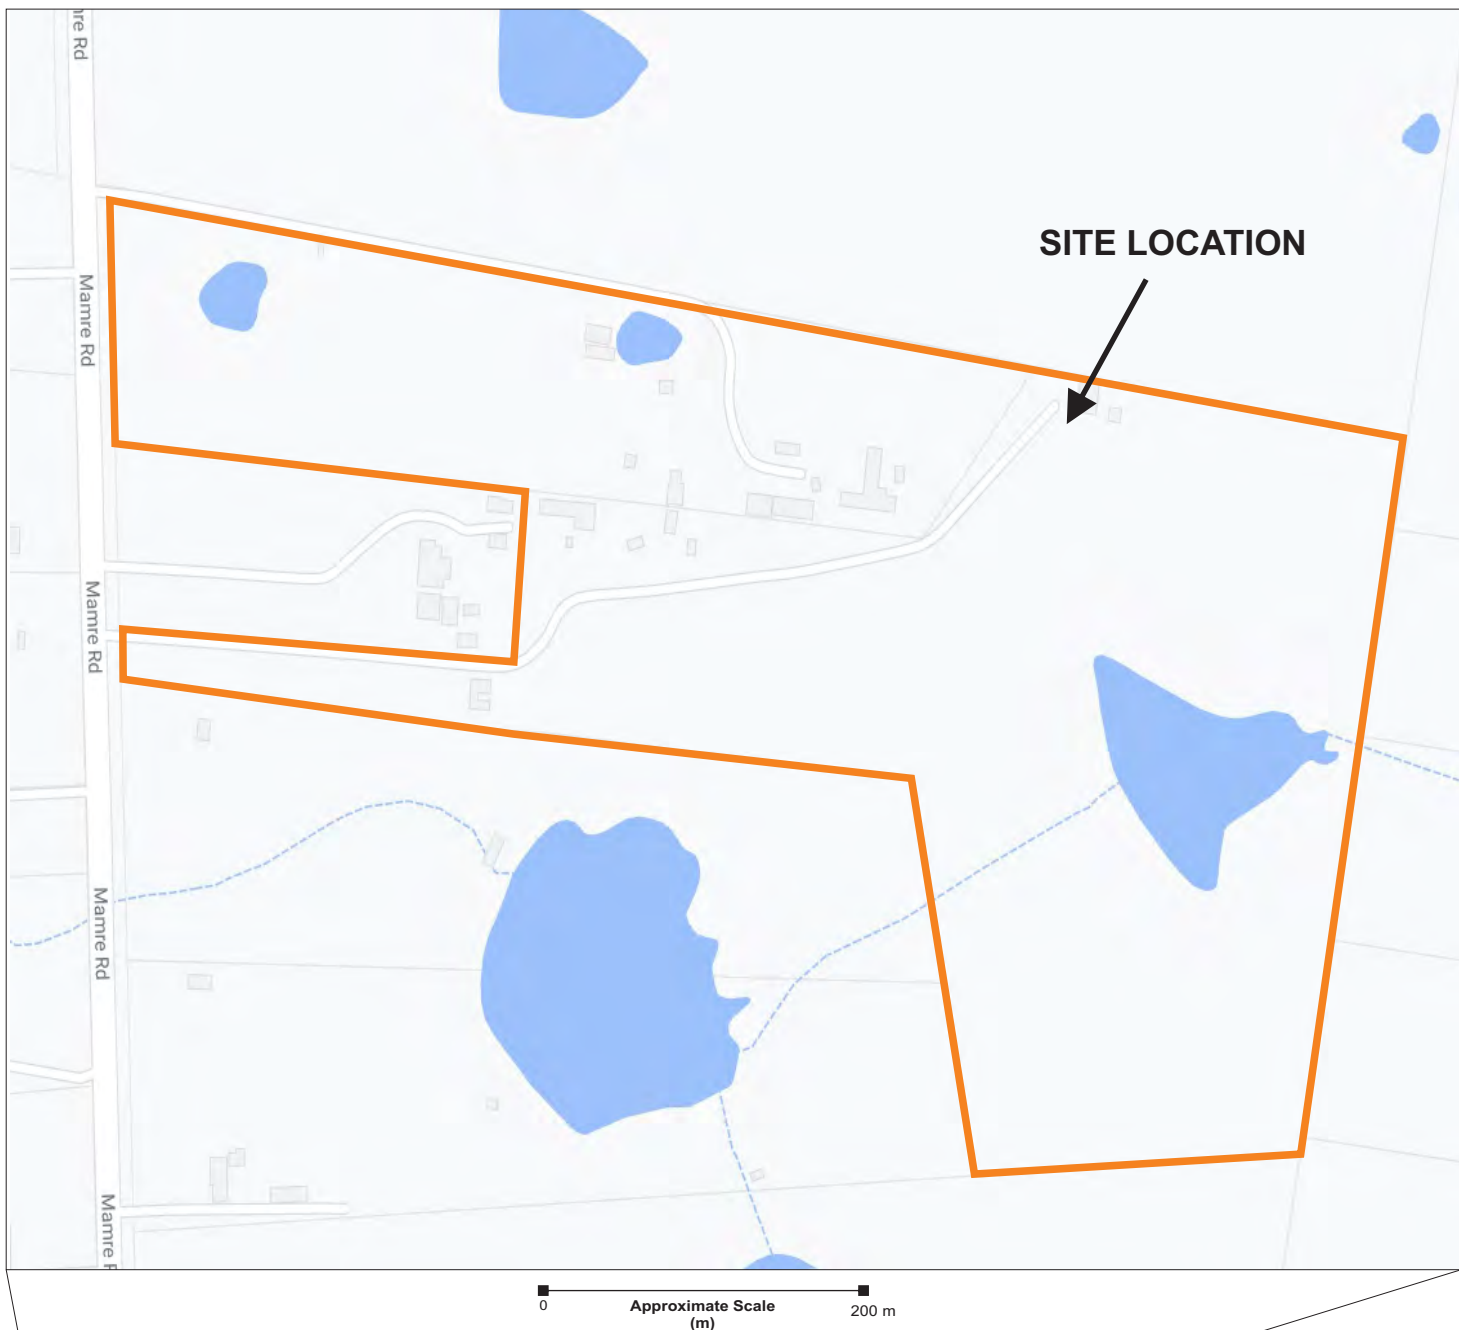 re Rd
SITE LOCATION
Mamre Rd
Mamre Rd
Mamre Rd
Mamre
0
Approximate Scale
(m)
200 m